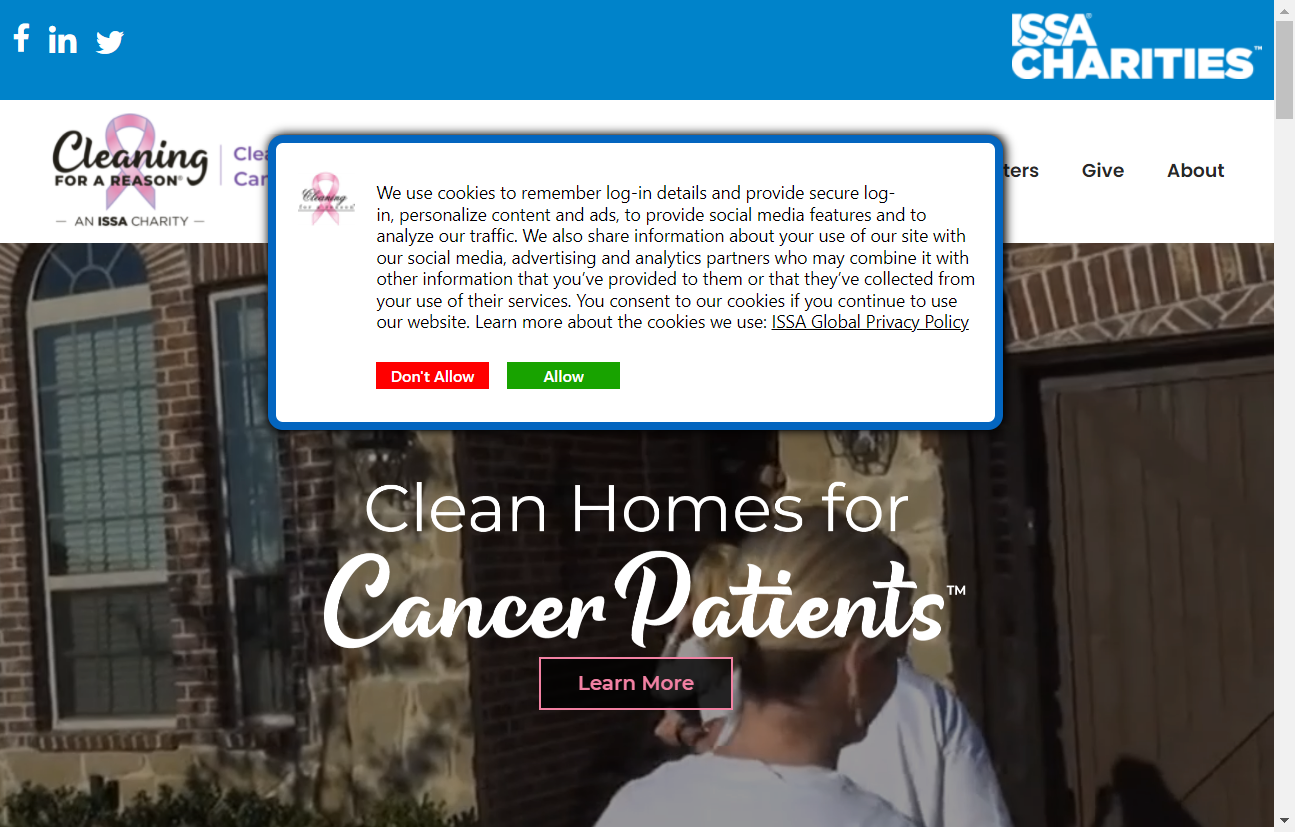 ISSA
CHARITIES™
Cleaning
FOR A REASON®
AN ISSA CHARITY
ters
Give
About
Cleaning
for a reason
We use cookies to remember log-in details and provide secure log-
in, personalize content and ads, to provide social media features and to
analyze our traffic. We also share information about your use of our site with
our social media, advertising and analytics partners who may combine it with
other information that you’ve provided to them or that they’ve collected from
your use of their services. You consent to our cookies if you continue to use
our website. Learn more about the cookies we use: ISSA Global Privacy Policy
Don't Allow
Allow
Clean Homes for
Cancer Patients™
Learn More